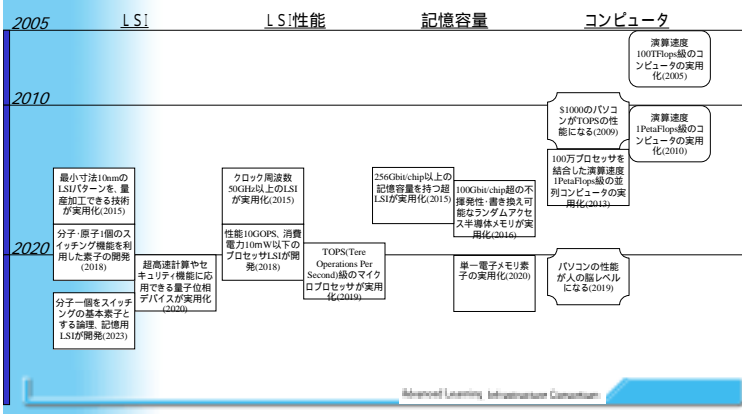 2005
LSI
LSI性能
記憶容量
コンピュータ
演算速度
100TFlops級のコ
ンピュータの実用
化(2005)
2010
$1000のパソコ
ンがTOPSの性
能になる(2009)
演算速度
1PetaFlops級のコ
ンピュータの実用
化(2010)
最小寸法10nmの
LSIパターンを、量
産加工できる技術
が実用化(2015)
クロック周波数
50GHz以上のLSI
が実用化(2015)
256Gbit/chip以上の
記憶容量を持つ超
LSIが実用化(2015)
100Gbit/chip超の不
揮発性・書き換え可
能なランダムアクセ
ス半導体メモリが実
用化(2016)
100万プロセッサを
結合した演算速度
1PetaFlops級の並
列コンピュータの実
用化(2013)
2020
分子・原子1個のス
イッチング機能を利
用した素子の開発
(2018)
超高速計算やセ
キュリティ機能に応
用できる量子位相
デバイスが実用化
(2020)
分子一個をスイッチ
ングの基本素子と
する論理、記憶用
LSIが開発(2023)
性能10GOPS、消費
電力10mW以下の
プロセッサLSIが開
発(2018)
TOPS(Tere
Operations Per
Second)級のマイク
ロプロセッサが実用
化(2019)
単一電子メモリ素
子の実用化(2020)
パソコンの性能
が人の脳レベル
になる(2019)
Advanced Learning Infrastructure Consortium